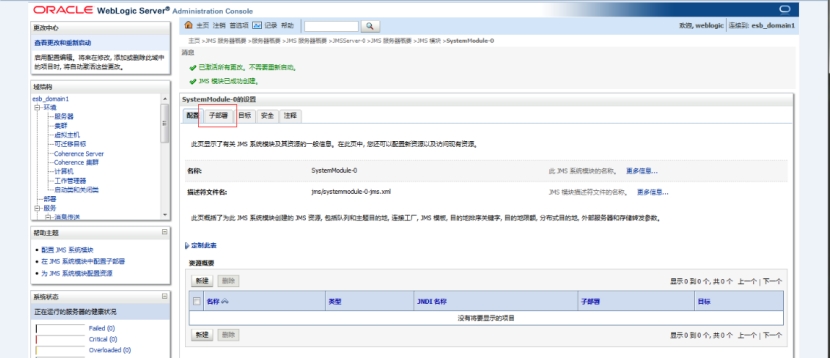 ORACLE WebLogic Server® Administration Console
更改中心
查看更改和重新启动
启用配置编辑。将来在修改, 添加或删除此域中的项目时, 将自动激活这些更改。
域结构
esb_domain1
环境
服务器
集群
虚拟主机
可迁移目标
Coherence Server
Coherence 集群
计算机
工作管理器
启动类和关闭类
部署
服务
消息传送
帮助主题
配置 JMS 系统模块
在 JMS 系统模块中配置子部署
为 JMS 系统模块配置资源
系统状态
正在运行的服务器的健康状况
Failed (0)
Critical (0)
Overloaded (0)
主页 注销 首选项 记录 帮助
欢迎, weblogic 连接到: esb_domain1
主页 >JMS 服务器概要 >服务器概要 >JMS 服务器概要 >JMSServer-0 >JMS 服务器概要 >JMS 模块 >SystemModule-0
消息
已激活所有更改。不需要重新启动。
JMS 模块已成功创建。
SystemModule-0的设置
配置 子部署 目标 安全 注释
此页显示了有关 JMS 系统模块及其资源的一般信息。在此页中, 您还可以配置新资源以及访问现有资源。
名称: SystemModule-0 此 JMS 系统模块的名称。 更多信息...
描述符文件名: jms/systemmodule-0-jms.xml JMS 模块描述符文件的名称。 更多信息...
此页概括了为此 JMS 系统模块创建的 JMS 资源, 包括队列和主题目的地, 连接工厂, JMS 模板, 目的地排序关键字, 目的地限额, 分布式目的地, 外部服务器和存储转发参数。
定制此表
资源概要
新建 删除 显示 0 到 0 个, 共 0 个 上一个 | 下一个
名称 类型 JNDI 名称 子部署 目标
没有将要显示的项目
新建 删除 显示 0 到 0 个, 共 0 个 上一个 | 下一个